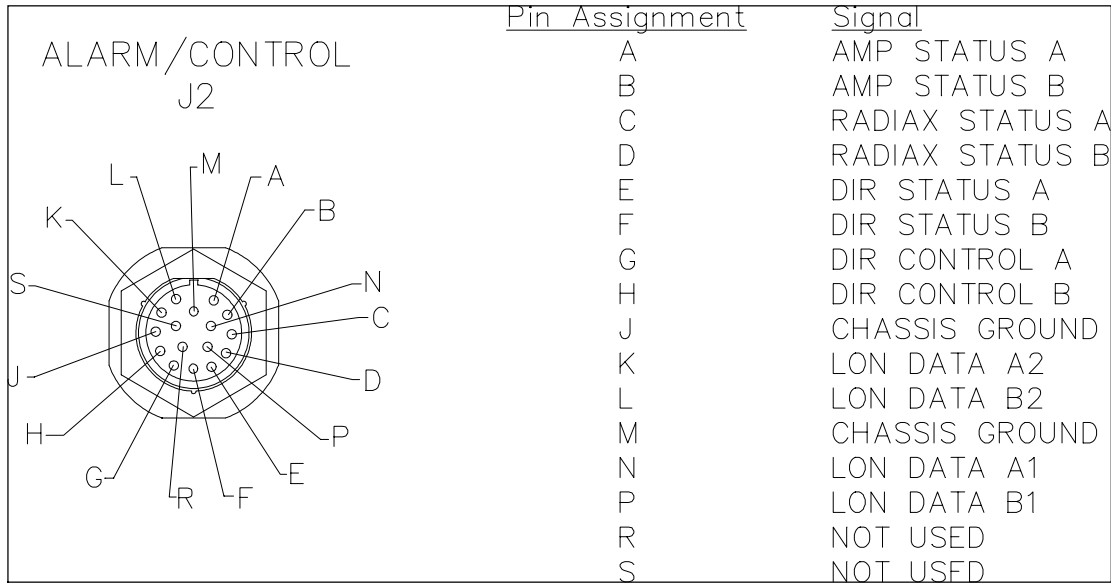 ALARM/CONTROL
J2
L
M
A
B
K
S
N
C
J
D
H
P
G
R
F
E
Pin Assignment Signal
A AMP STATUS A
B AMP STATUS B
C RADIAX STATUS A
D RADIAX STATUS B
E DIR STATUS A
F DIR STATUS B
G DIR CONTROL A
H DIR CONTROL B
J CHASSIS GROUND
K LON DATA A2
L LON DATA B2
M CHASSIS GROUND
N LON DATA A1
P LON DATA B1
R NOT USED
S NOT USED